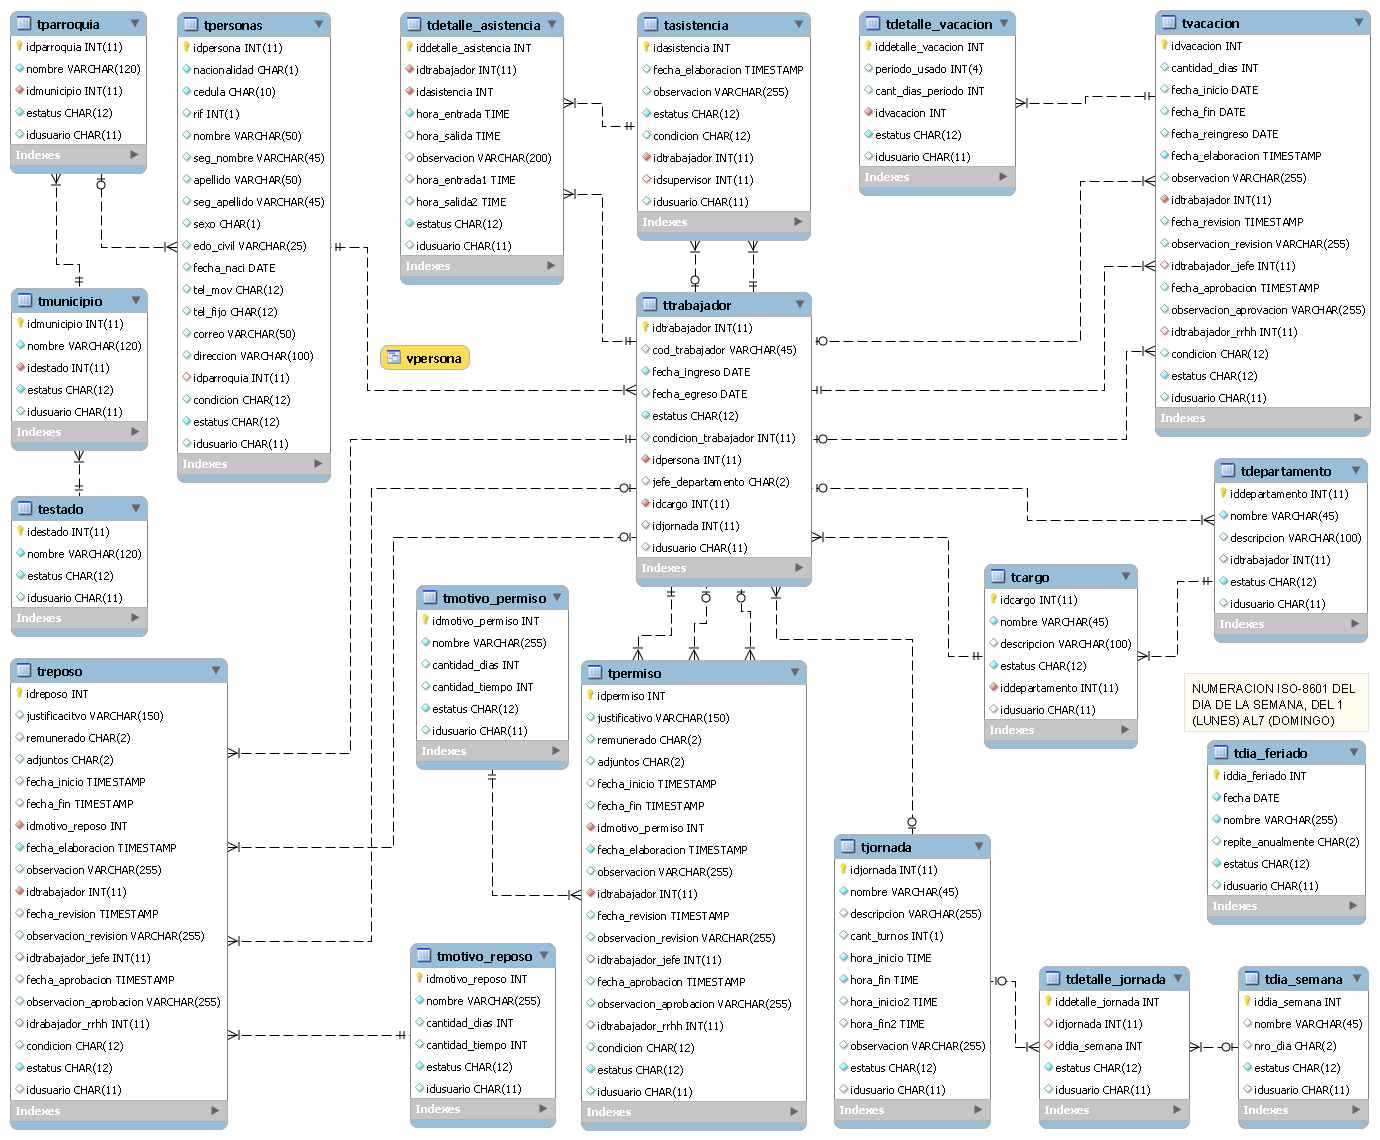 tparroquia
idparroquia INT(11)
nombre VARCHAR(120)
idmunicipio INT(11)
estatus CHAR(12)
idusuario CHAR(11)
Indexes
tpersonas
idpersona INT(11)
nacionalidad CHAR(1)
cedula CHAR(10)
rif INT(1)
nombre VARCHAR(50)
seg_nombre VARCHAR(45)
apellido VARCHAR(50)
seg_apellido VARCHAR(45)
sexo CHAR(1)
edo_civil VARCHAR(25)
fecha_naci DATE
tel_mov CHAR(12)
tel_fijo CHAR(12)
correo VARCHAR(50)
direccion VARCHAR(100)
idparroquia INT(11)
condicion CHAR(12)
estatus CHAR(12)
idusuario CHAR(11)
Indexes
tdetalle_asistencia
iddetalle_asistencia INT
idtrabajador INT(11)
idasistencia INT
hora_entrada TIME
hora_salida TIME
observacion VARCHAR(200)
hora_entrada1 TIME
hora_salida2 TIME
estatus CHAR(12)
idusuario CHAR(11)
Indexes
tasistencia
idasistencia INT
fecha_elaboracion TIMESTAMP
observacion VARCHAR(255)
estatus CHAR(12)
condicion CHAR(12)
idtrabajador INT(11)
idsupervisor INT(11)
idusuario CHAR(11)
Indexes
tdetalle_vacacion
iddetalle_vacacion INT
periodo_usado INT(4)
cant_dias_periodo INT
idvacacion INT
estatus CHAR(12)
idusuario CHAR(11)
Indexes
tvacacion
idvacacion INT
cantidad_dias INT
fecha_inicio DATE
fecha_fin DATE
fecha_reingreso DATE
fecha_elaboracion TIMESTAMP
observacion VARCHAR(255)
idtrabajador INT(11)
fecha_revision TIMESTAMP
observacion_revision VARCHAR(255)
idtrabajador_jefe INT(11)
fecha_aprobacion TIMESTAMP
observacion_aprovacion VARCHAR(255)
idtrabajador_rrhh INT(11)
condicion CHAR(12)
estatus CHAR(12)
idusuario CHAR(11)
Indexes
tmunicipio
idmunicipio INT(11)
nombre VARCHAR(120)
idestado INT(11)
estatus CHAR(12)
idusuario CHAR(11)
Indexes
vpersona
ttrabajador
idtrabajador INT(11)
cod_trabajador VARCHAR(45)
fecha_ingreso DATE
fecha_egreso DATE
estatus CHAR(12)
condicion_trabajador INT(11)
idpersona INT(11)
jefe_departamento CHAR(2)
idcargo INT(11)
idjornada INT(11)
idusuario CHAR(11)
Indexes
testado
idestado INT(11)
nombre VARCHAR(120)
estatus CHAR(12)
idusuario CHAR(11)
Indexes
tdepartamento
iddepartamento INT(11)
nombre VARCHAR(45)
descripcion VARCHAR(100)
idtrabajador INT(11)
estatus CHAR(12)
idusuario CHAR(11)
Indexes
tcargo
idcargo INT(11)
nombre VARCHAR(45)
descripcion VARCHAR(100)
estatus CHAR(12)
iddepartamento INT(11)
idusuario CHAR(11)
Indexes
tmotivo_permiso
idmotivo_permiso INT
nombre VARCHAR(255)
cantidad_dias INT
cantidad_tiempo INT
estatus CHAR(12)
idusuario CHAR(11)
Indexes
treposo
idreposo INT
justificacitvo VARCHAR(150)
remunerado CHAR(2)
adjuntos CHAR(2)
fecha_inicio TIMESTAMP
fecha_fin TIMESTAMP
idmotivo_reposo INT
fecha_elaboracion TIMESTAMP
observacion VARCHAR(255)
idtrabajador INT(11)
fecha_revision TIMESTAMP
observacion_revision VARCHAR(255)
idtrabajador_jefe INT(11)
fecha_aprobacion TIMESTAMP
observacion_aprobacion VARCHAR(255)
idrabajador_rrhh INT(11)
condicion CHAR(12)
estatus CHAR(12)
idusuario CHAR(11)
Indexes
tpermiso
idpermiso INT
justificativo VARCHAR(150)
remunerado CHAR(2)
adjuntos CHAR(2)
fecha_inicio TIMESTAMP
fecha_fin TIMESTAMP
idmotivo_permiso INT
fecha_elaboracion TIMESTAMP
observacion VARCHAR(255)
idtrabajador INT(11)
fecha_revision TIMESTAMP
observacion_revision VARCHAR(255)
idtrabajador_jefe INT(11)
fecha_aprobacion TIMESTAMP
observacion_aprobacion VARCHAR(255)
idtrabajador_rrhh INT(11)
condicion CHAR(12)
estatus CHAR(12)
idusuario CHAR(11)
Indexes
NUMERACION ISO-8601 DEL
DIA DE LA SEMANA, DEL 1
(LUNES) AL7 (DOMINGO)
tdia_feriado
iddia_feriado INT
fecha DATE
nombre VARCHAR(255)
repite_anualmente CHAR(2)
estatus CHAR(12)
idusuario CHAR(11)
Indexes
tjornada
idjornada INT(11)
nombre VARCHAR(45)
descripcion VARCHAR(255)
cant_turnos INT(1)
hora_inicio TIME
hora_fin TIME
hora_inicio2 TIME
hora_fin2 TIME
observacion VARCHAR(255)
estatus CHAR(12)
idusuario CHAR(11)
Indexes
tmotivo_reposo
idmotivo_reposo INT
nombre VARCHAR(255)
cantidad_dias INT
cantidad_tiempo INT
estatus CHAR(12)
idusuario CHAR(11)
Indexes
tdetalle_jornada
iddetalle_jornada INT
idjornada INT(11)
iddia_semana INT
estatus CHAR(12)
idusuario CHAR(11)
Indexes
tdia_semana
iddia_semana INT
nombre VARCHAR(45)
nro_dia CHAR(2)
estatus CHAR(12)
idusuario CHAR(11)
Indexes